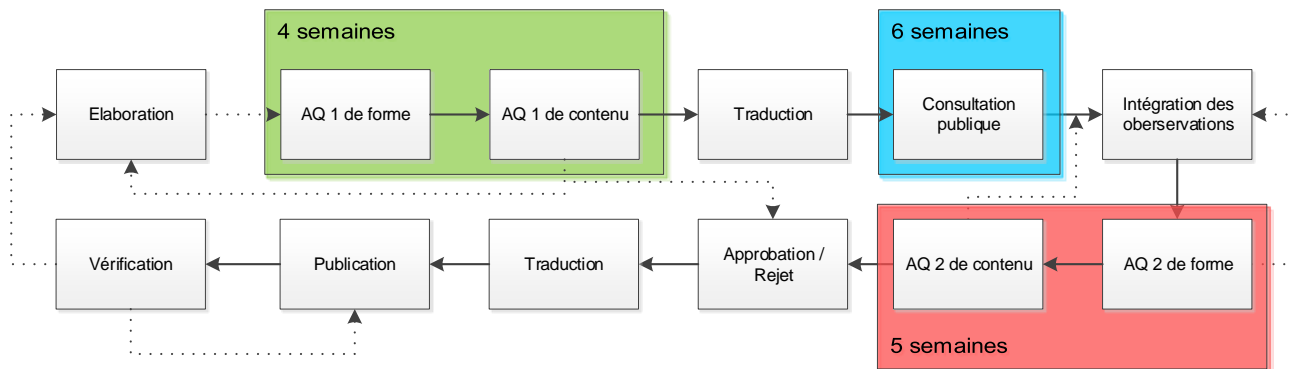 4 semaines
6 semaines
Elaboration
AQ 1 de forme
AQ 1 de contenu
Traduction
Consultation
publique
Intégration des
oberservations
Vérification
Publication
Traduction
Approbation /
Rejet
AQ 2 de contenu
AQ 2 de forme
5 semaines